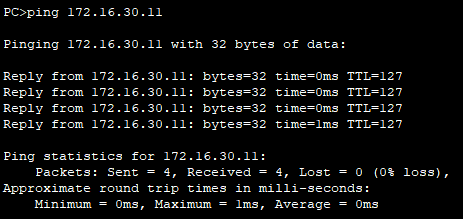 PC>ping 172.16.30.11
Pinging 172.16.30.11 with 32 bytes of data:
Reply from 172.16.30.11: bytes=32 time=0ms TTL=127
Reply from 172.16.30.11: bytes=32 time=0ms TTL=127
Reply from 172.16.30.11: bytes=32 time=0ms TTL=127
Reply from 172.16.30.11: bytes=32 time=1ms TTL=127
Ping statistics for 172.16.30.11:
    Packets: Sent = 4, Received = 4, Lost = 0 (0% loss),
Approximate round trip times in milli-seconds:
    Minimum = 0ms, Maximum = 1ms, Average = 0ms